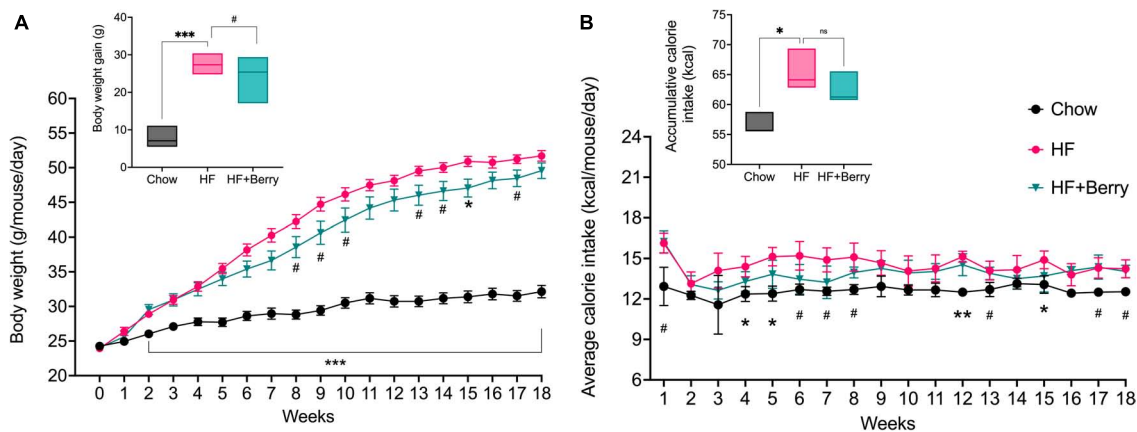 A
Body weight gain (g)
40
30
20
10
0
***
#
Chow HF HF+Berry
Body weight (g/mouse/day)
60
55
50
45
40
35
30
25
20
# # # # # * #
***
0 1 2 3 4 5 6 7 8 9 10 11 12 13 14 15 16 17 18
Weeks
B
Accumulative calorie
intake (kcal)
75
70
65
60
55
50
*
ns
Chow HF HF+Berry
Chow
HF
HF+Berry
Average calorie intake (kcal/mouse/day)
24
21
18
15
12
9
6
# * * # # # ** # * # #
1 2 3 4 5 6 7 8 9 10 11 12 13 14 15 16 17 18
Weeks